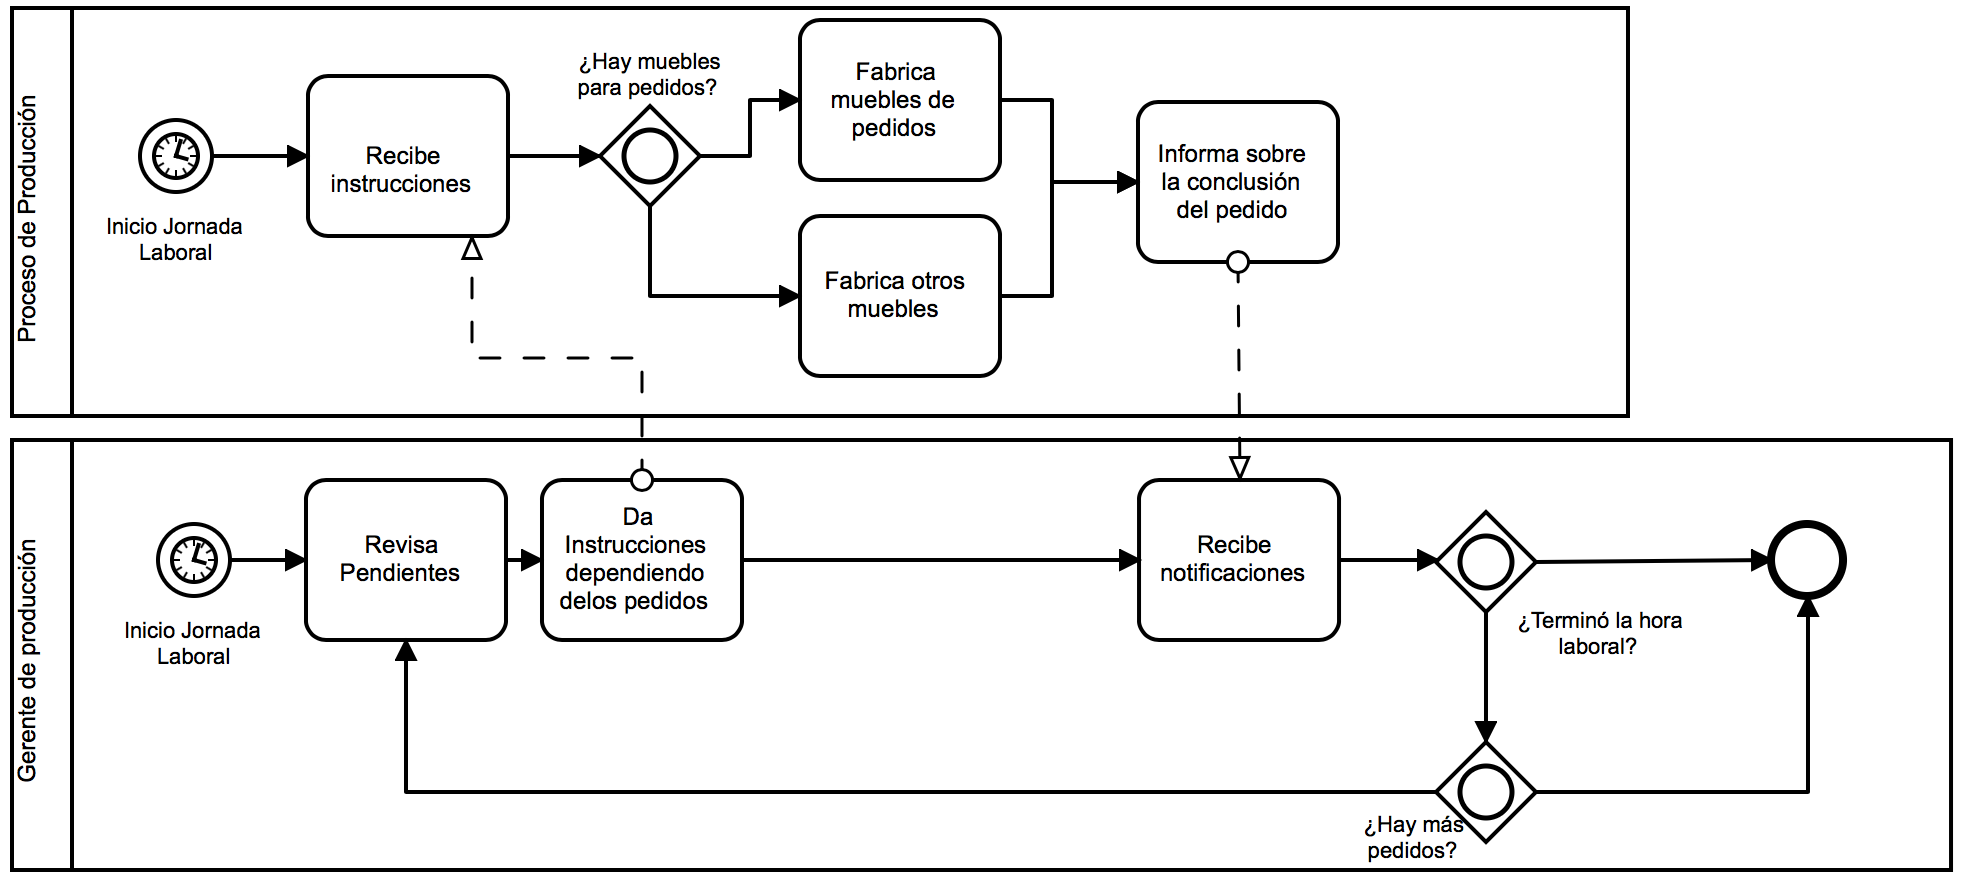 Proceso de Producción
Inicio Jornada
Laboral
Recibe
instrucciones
¿Hay muebles
para pedidos?
Fabrica
muebles de
pedidos
Fabrica otros
muebles
Informa sobre
la conclusión
del pedido
Gerente de producción
Inicio Jornada
Laboral
Revisa
Pendientes
Da
Instrucciones
dependiendo
delos pedidos
Recibe
notificaciones
¿Terminó la hora
laboral?
¿Hay más
pedidos?